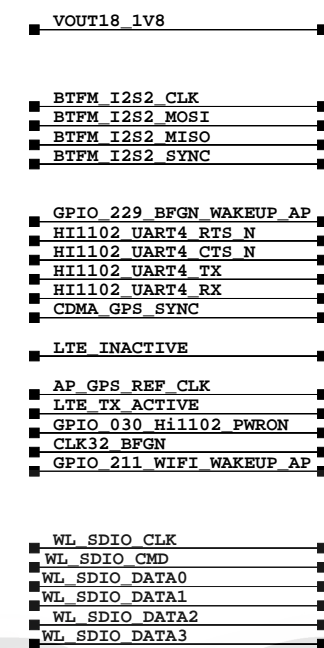 VOUT18_1V8
BTFM_I2S2_CLK
BTFM_I2S2_MOSI
BTFM_I2S2_MISO
BTFM_I2S2_SYNC
GPIO_229_BFGN_WAKEUP_AP
HI1102_UART4_RTS_N
HI1102_UART4_CTS_N
HI1102_UART4_TX
HI1102_UART4_RX
CDMA_GPS_SYNC
LTE_INACTIVE
AP_GPS_REF_CLK
LTE_TX_ACTIVE
GPIO_030_Hi1102_PWRON
CLK32_BFGN
GPIO_211_WIFI_WAKEUP_AP
WL_SDIO_CLK
WL_SDIO_CMD
WL_SDIO_DATA0
WL_SDIO_DATA1
WL_SDIO_DATA2
WL_SDIO_DATA3